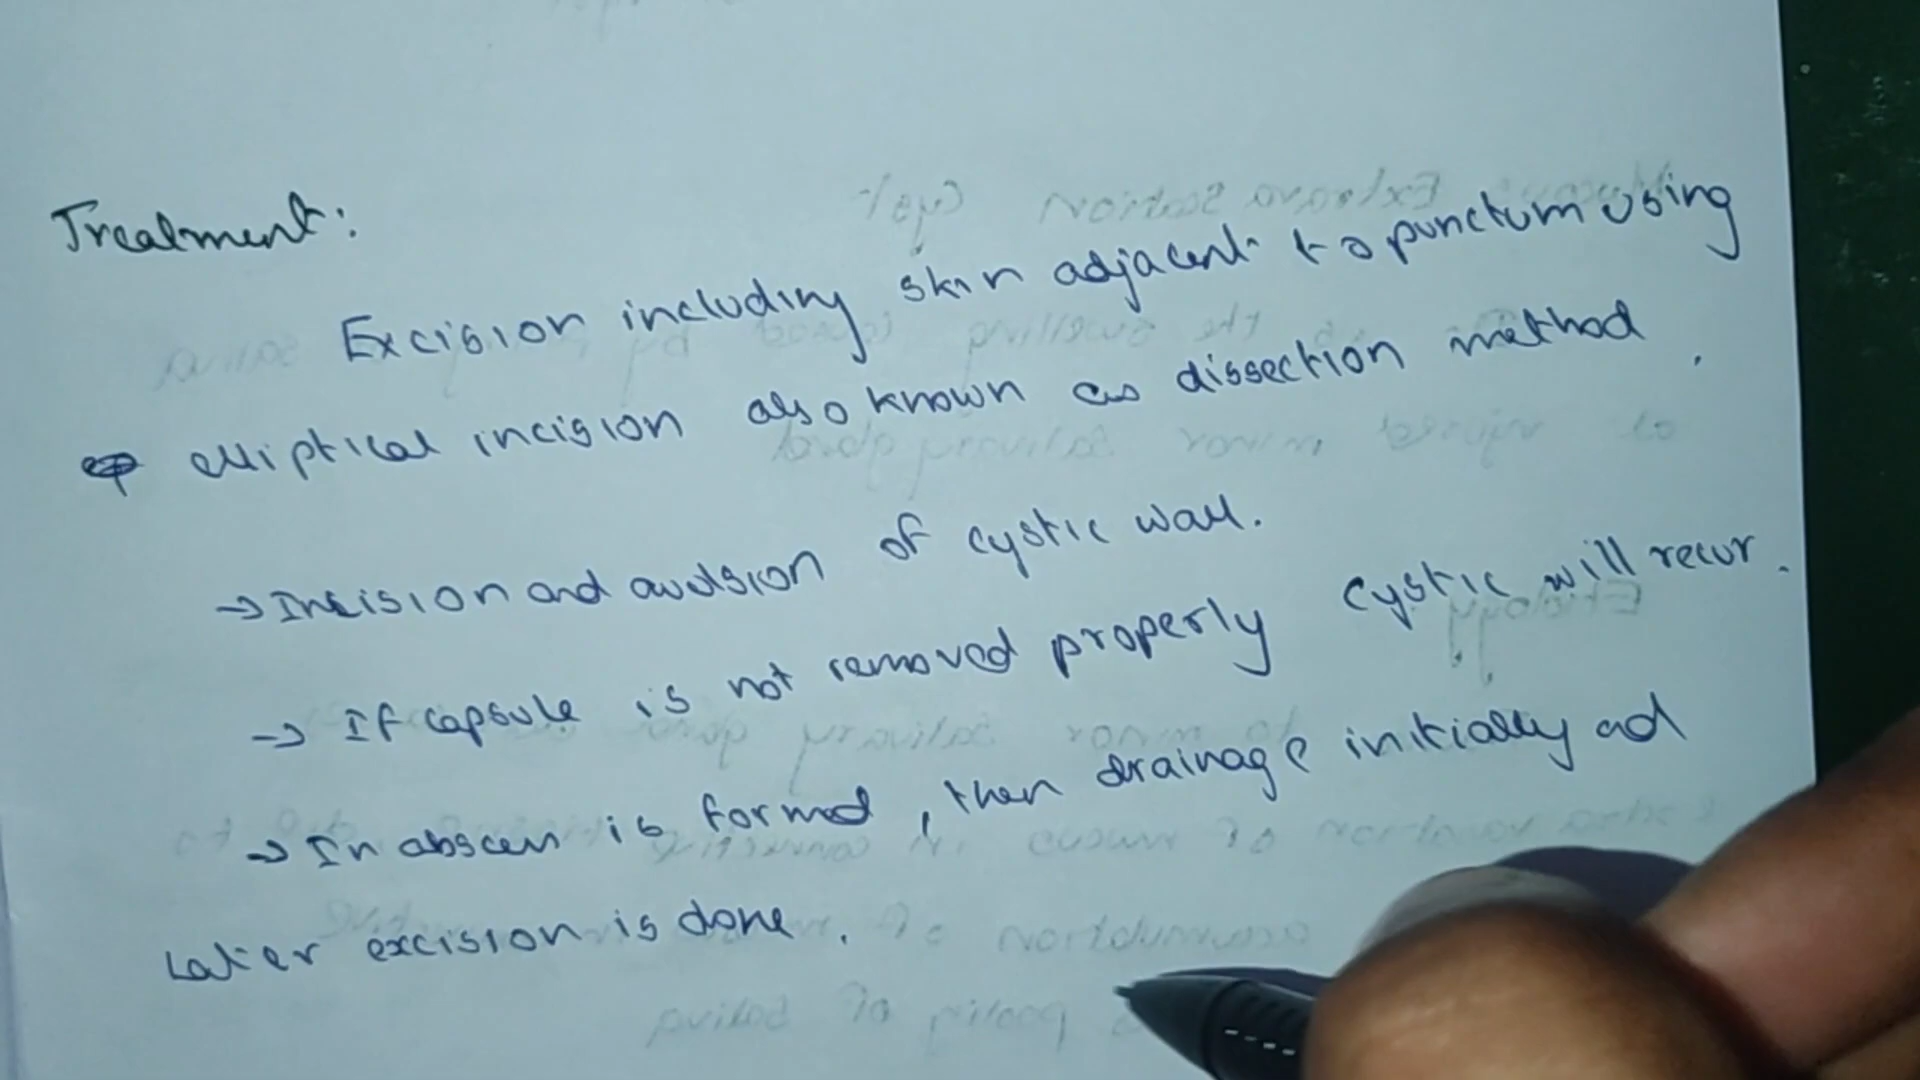 Treatment:
Excision including skin adjacent to punctum using
elliptical incision also known as dissection method.
→ Incision and avulsion of cystic wall.
→ If capsule is not removed properly cystic will recur.
→ In abscess is formed, then drainage initially ad
Later excision is done.